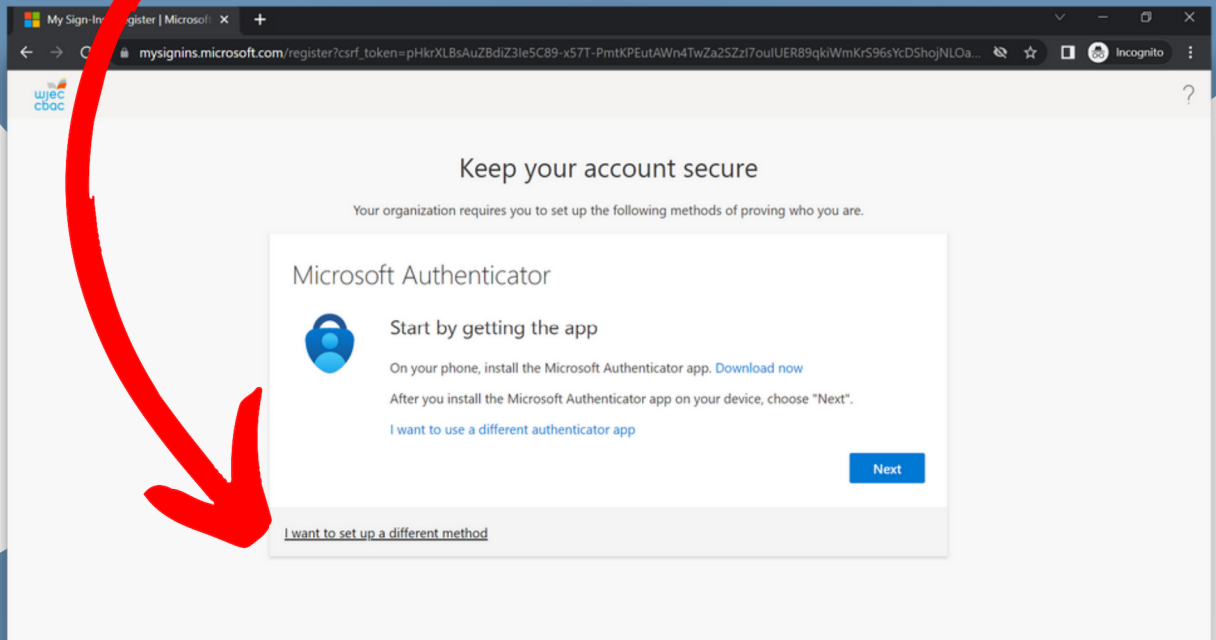 My Sign-In
egister | Microsof
mysignins.microsoft.com/register?csrf_token=pHkrXLBsAuZBdiZ3Ie5C89-x57T-PmtKPEutAWn4TwZa2SZzI7ouIUER89qkiWmKrS96sYcDShojNLOa...
Incognito
wjec
cbac
?
Keep your account secure
Your organization requires you to set up the following methods of proving who you are.
Microsoft Authenticator
Start by getting the app
On your phone, install the Microsoft Authenticator app. Download now
After you install the Microsoft Authenticator app on your device, choose "Next".
I want to use a different authenticator app
Next
I want to set up a different method